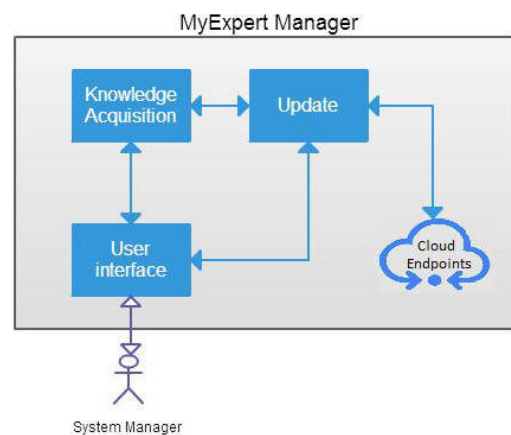 MyExpert Manager
Knowledge
Acquisition
Update
User
interface
Cloud
Endpoints
System Manager